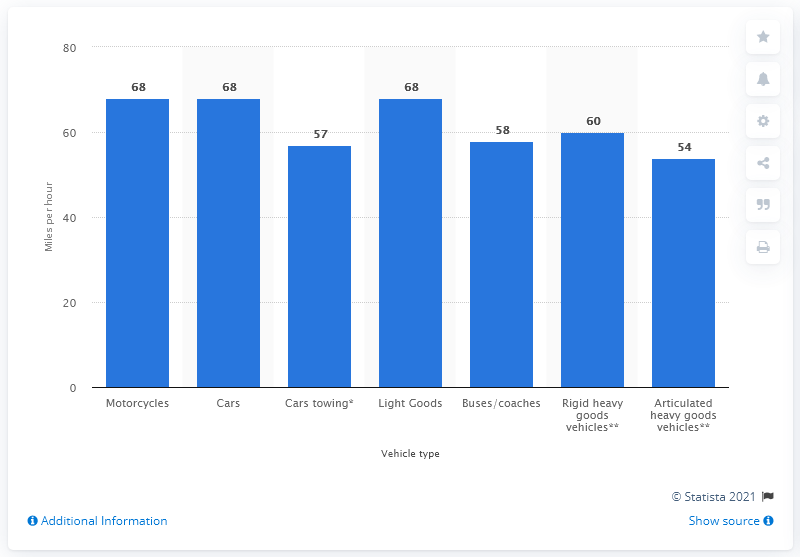 80
60
40
20
0
Miles per hour
68
68
57
68
58
60
54
Motorcycles
Cars
Cars towing*
Light Goods
Buses/coaches
Rigid heavy
goods
vehicles**
Articulated
heavy goods
vehicles**
Vehicle type
© Statista 2021
Additional Information
Show source